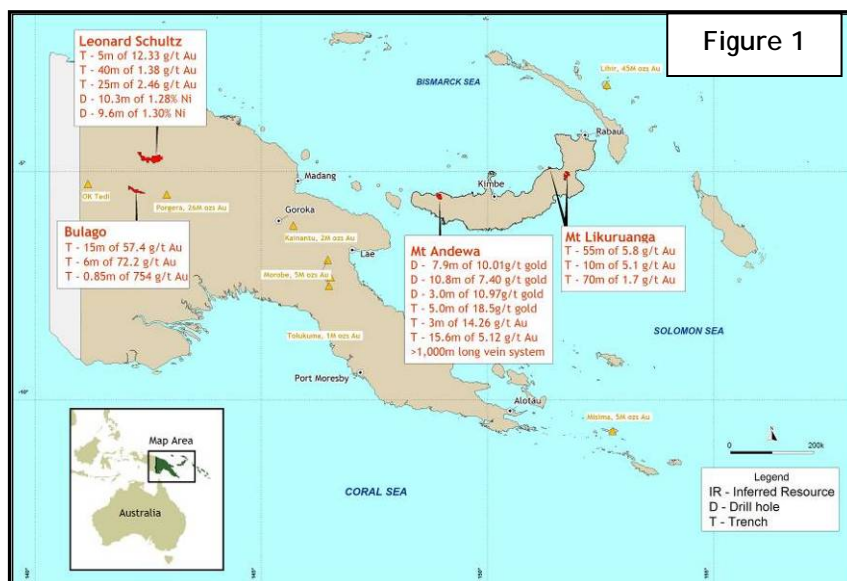 Figure 1
Leonard Schultz
T - 5m of 12.33 g/t Au
T - 40m of 1.38 g/t Au
T - 25m of 2.46 g/t Au
D - 10.3m of 1.28% Ni
D - 9.6m of 1.30% Ni
BISMARCK SEA
Lihir, 45M ozs Au
Rabaul
Madang
Kimbe
OK Tedi
Porgera, 26M ozs Au
Goroka
Kainantu, 2M ozs Au
Lae
Morobe, 5M ozs Au
Bulago
T - 15m of 57.4 g/t Au
T - 6m of 72.2 g/t Au
T - 0.85m of 754 g/t Au
Mt Andewa
D - 7.9m of 10.01g/t gold
D - 10.8m of 7.40 g/t gold
D - 3.0m of 10.97g/t gold
T - 5.0m of 18.5g/t gold
T - 3m of 14.26 g/t Au
T - 15.6m of 5.12 g/t Au
>1,000m long vein system
Mt Likuruanga
T - 55m of 5.8 g/t Au
T - 10m of 5.1 g/t Au
T - 70m of 1.7 g/t Au
SOLOMON SEA
Tolukuma, 1M ozs Au
Port Moresby
Alotau
Misima, 5M ozs Au
CORAL SEA
Map Area
Australia
0 200k
Legend
IR - Inferred Resource
D - Drill hole
T - Trench